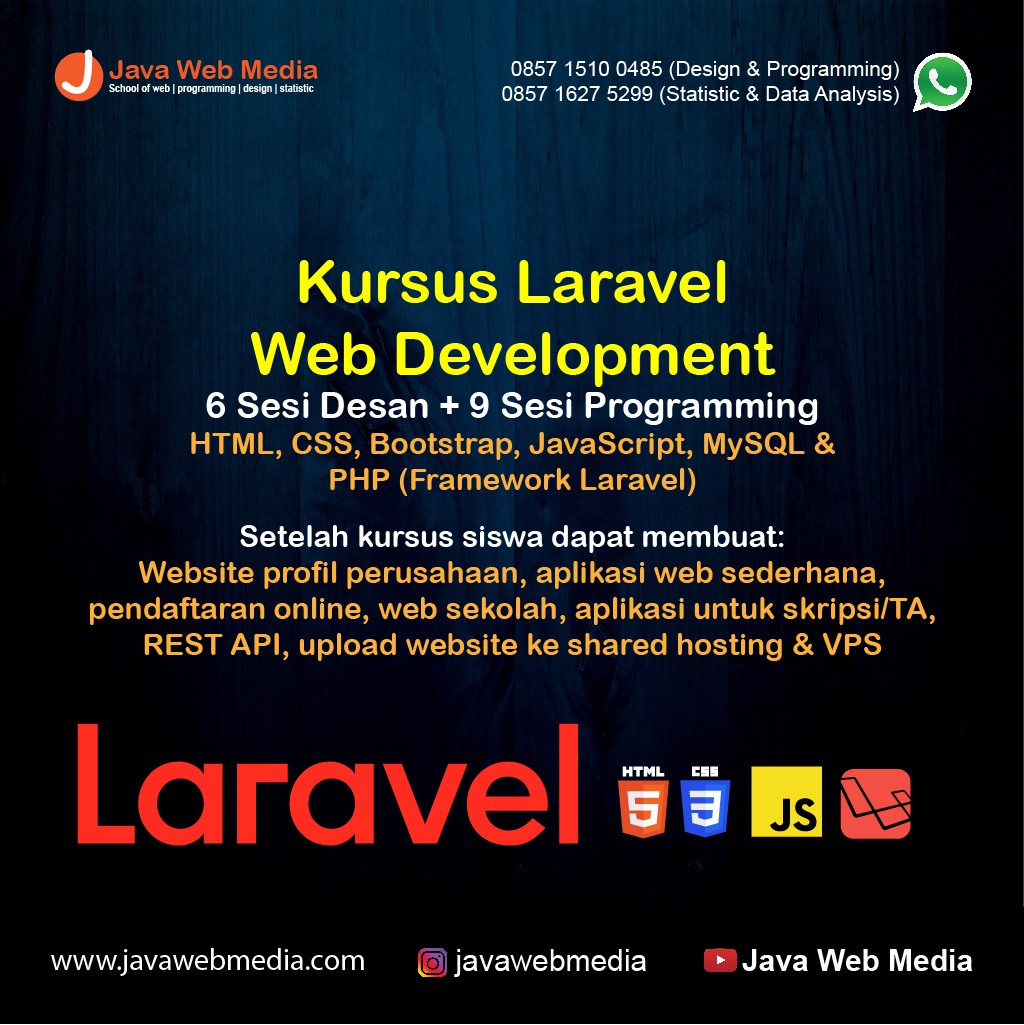 Java Web Media
School of web | programming | design | statistic
0857 1510 0485 (Design & Programming)
0857 1627 5299 (Statistic & Data Analysis)
Kursus Laravel
Web Development
6 Sesi Desan + 9 Sesi Programming
HTML, CSS, Bootstrap, JavaScript, MySQL &
PHP (Framework Laravel)
Setelah kursus siswa dapat membuat:
Website profil perusahaan, aplikasi web sederhana,
pendaftaran online, web sekolah, aplikasi untuk skripsi/TA,
REST API, upload website ke shared hosting & VPS
Laravel
HTML
5
CSS
3
JS
www.javawebmedia.com
javawebmedia
Java Web Media